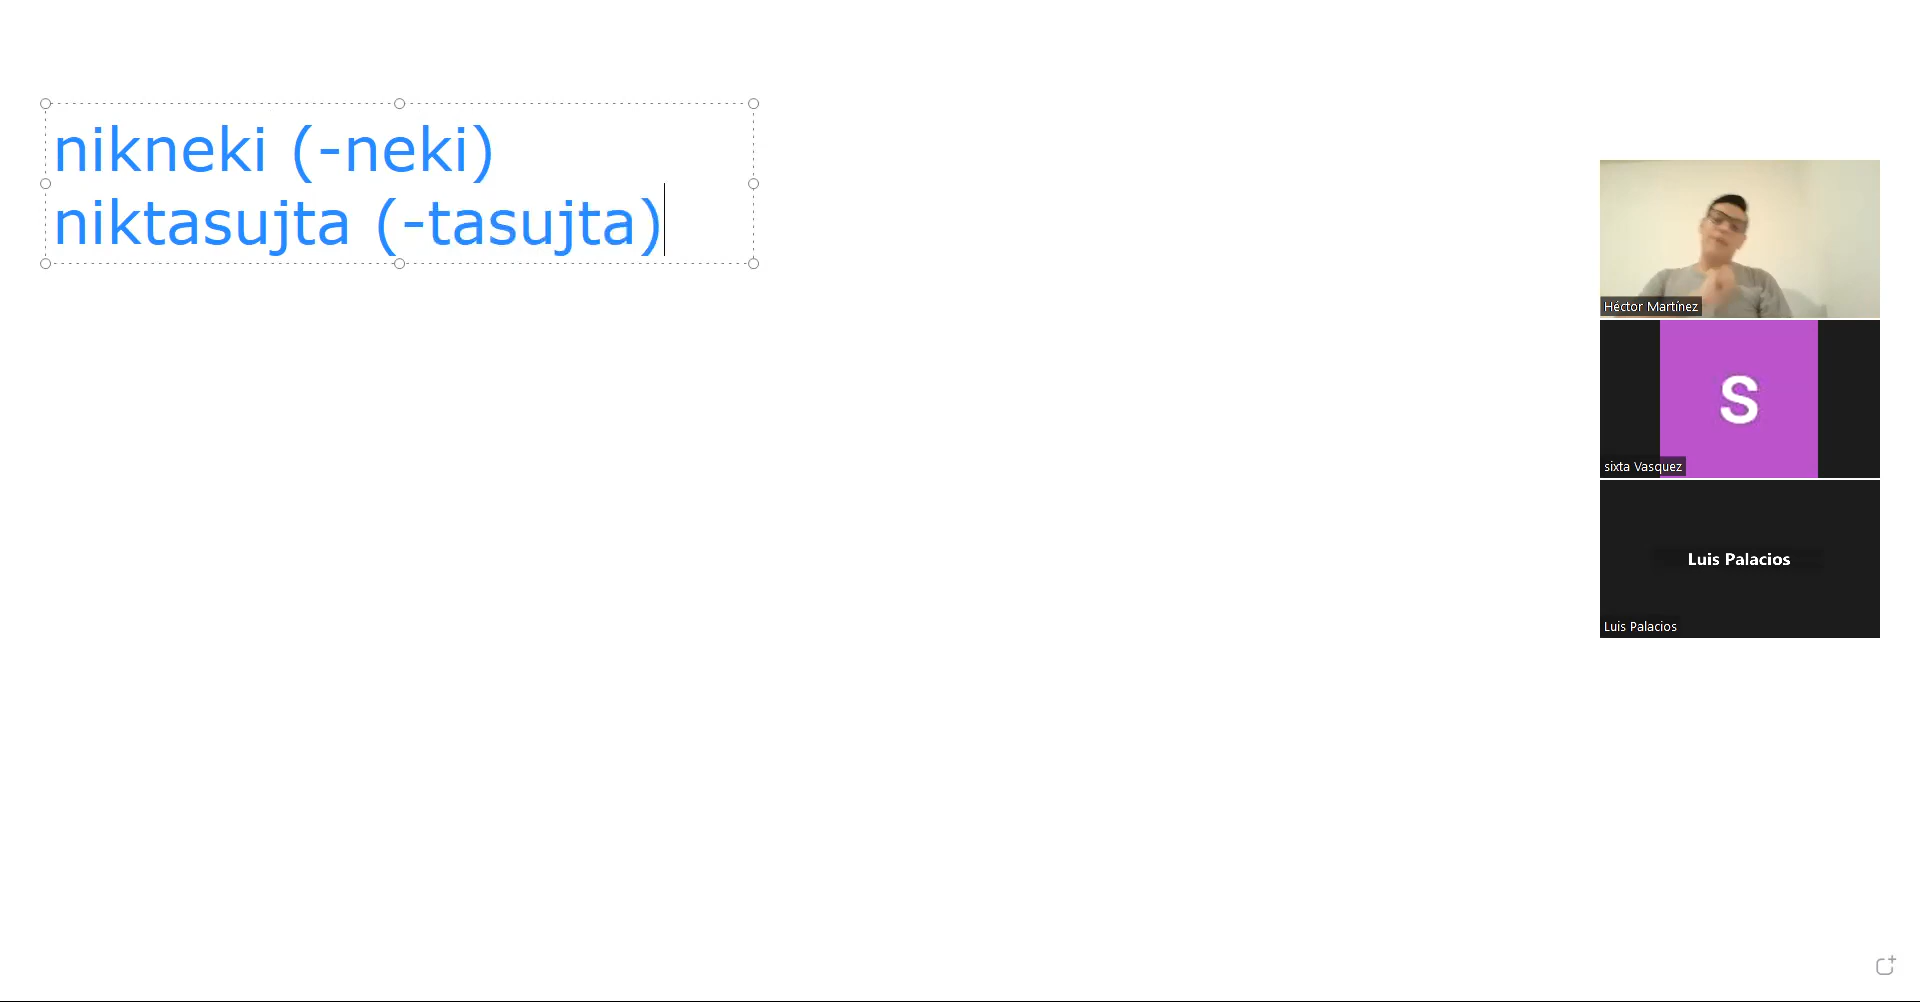 nikneki (-neki)
niktasujta (-tasujta)
Héctor Martínez
S
sixta Vasquez
Luis Palacios
Luis Palacios